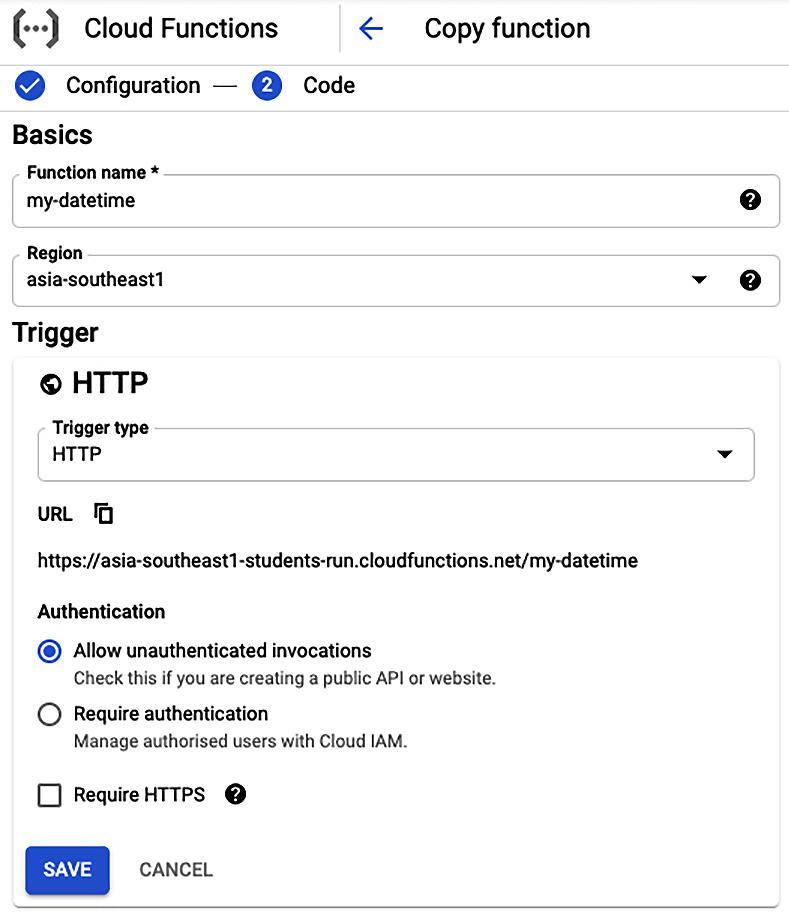 Cloud Functions
Copy function
Configuration
2
Code
Basics
Function name *
my-datetime
Region
asia-southeast1
Trigger
HTTP
Trigger type
HTTP
URL
https://asia-southeast1-students-run.cloudfunctions.net/my-datetime
Authentication
Allow unauthenticated invocations
Check this if you are creating a public API or website.
Require authentication
Manage authorised users with Cloud IAM.
Require HTTPS
SAVE
CANCEL